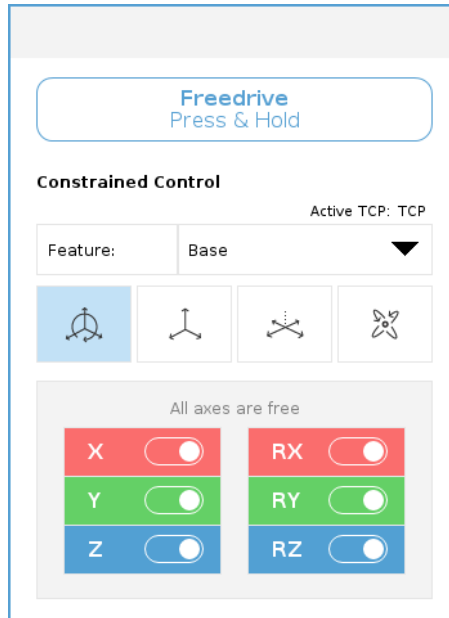 Freedrive
Press & Hold
Constrained Control
Active TCP: TCP
Feature: Base
All axes are free
X RX
Y RY
Z RZ